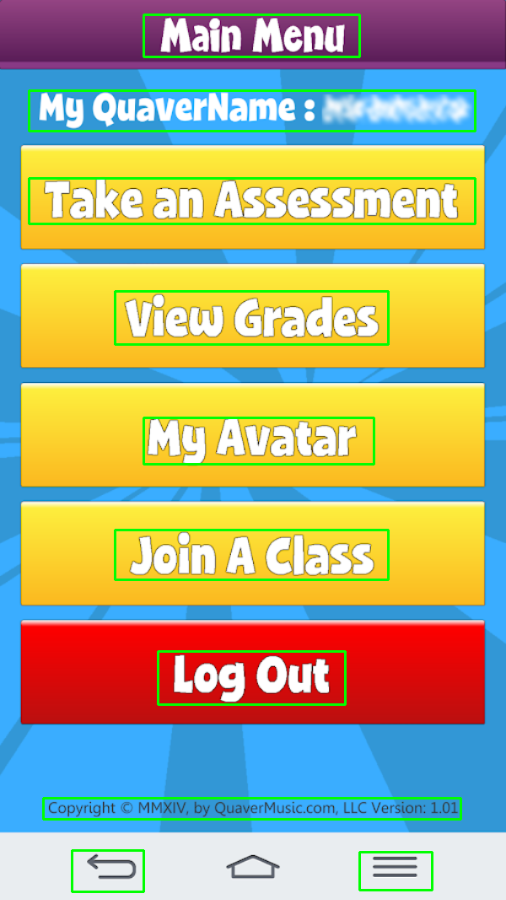 Main Menu
My QuaverName :
Take an Assessment
View Grades
My Avatar
Join A Class
Log Out
Copyright © MMXIV, by QuaverMusic.com, LLC Version: 1.01